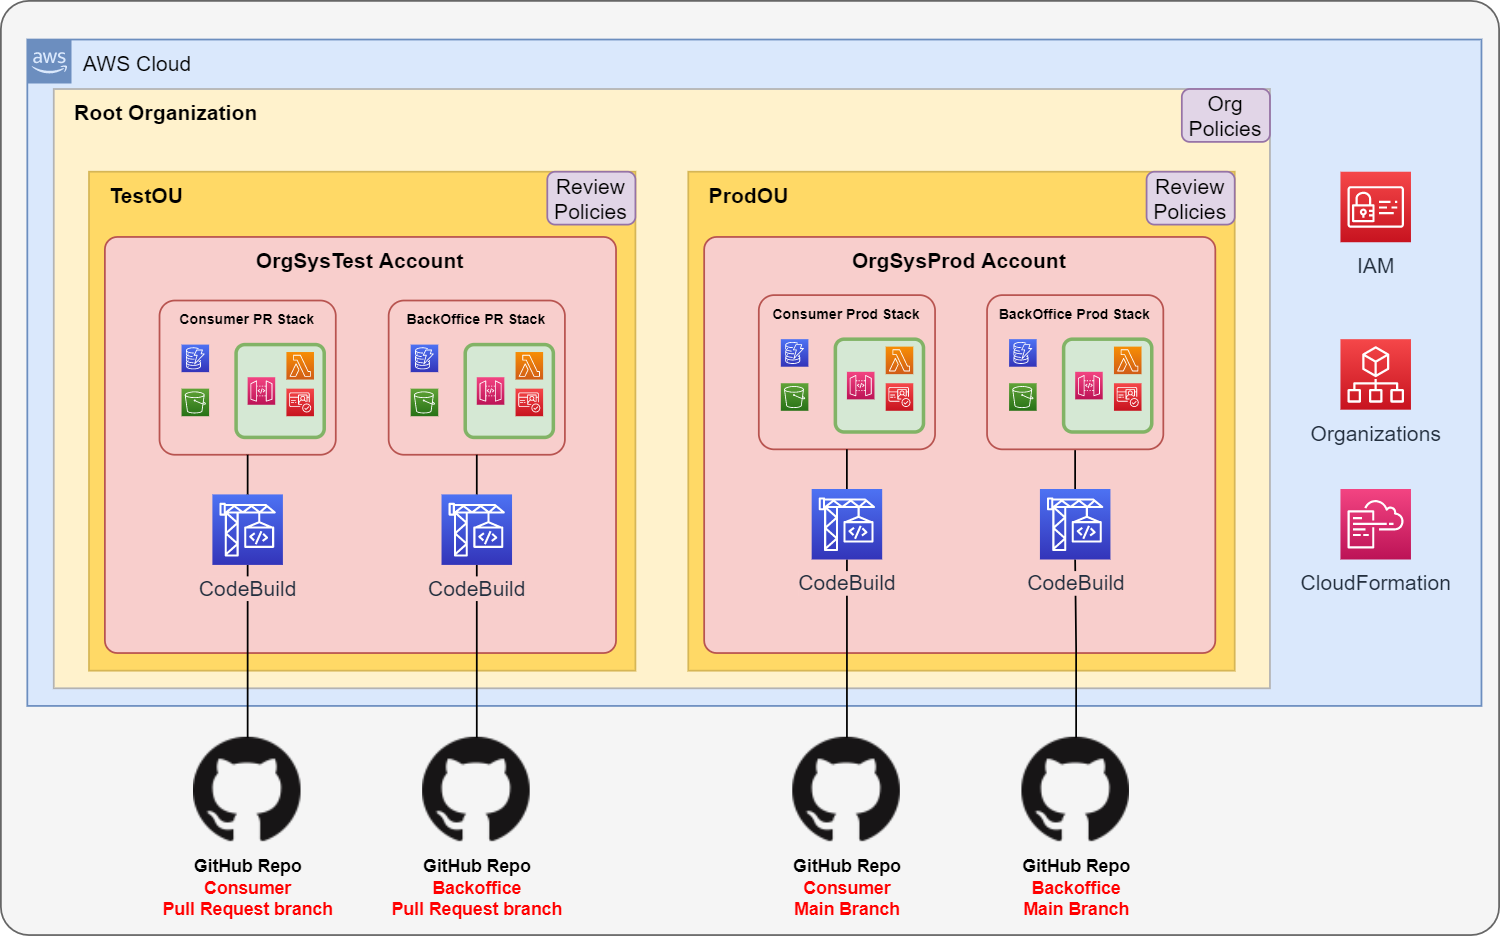 aws
AWS Cloud
Root Organization
Org
Policies
TestOU
Review
Policies
ProdOU
Review
Policies
OrgSysTest Account
OrgSysProd Account
Consumer PR Stack
BackOffice PR Stack
Consumer Prod Stack
BackOffice Prod Stack
IAM
Organizations
CloudFormation
CodeBuild
CodeBuild
CodeBuild
CodeBuild
GitHub Repo
Consumer
Pull Request branch
GitHub Repo
Backoffice
Pull Request branch
GitHub Repo
Consumer
Main Branch
GitHub Repo
Backoffice
Main Branch